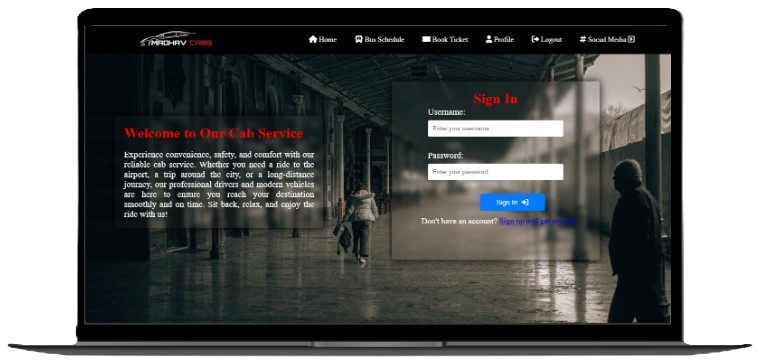 MADHAV CABS
Home Bus Schedule Book Ticket Profile Logout # Social Media
Welcome to Our Cab Service
Experience convenience, safety, and comfort with our
reliable cab service. Whether you need a ride to the
airport, a trip around the city, or a long-distance
journey, our professional drivers and modern vehicles
are here to ensure you reach your destination
smoothly and on time. Sit back, relax, and enjoy the
ride with us!
Sign In
Username:
Enter your username
Password:
Enter your password
Sign In
Don't have an account? Sign up and get